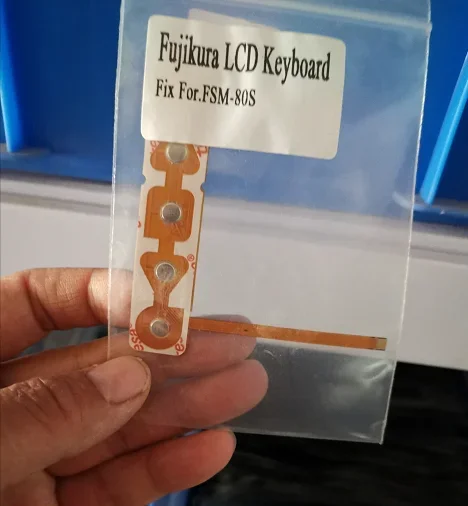 Fujikura LCD Keyboard
Fix For.FSM-80S